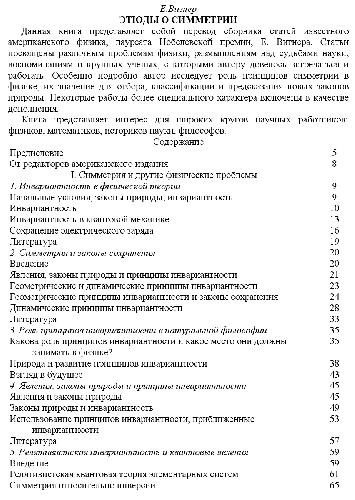 Е.Вигнер
ЭТЮДЫ О СИММЕТРИИ
Данная книга представляет собой перевод сборника статей известного
американского физика, лауреата Нобелевской премии, Е. Вигнера. Статьи
посвящены различным проблемам физики, размышлениям над судьбами науки,
воспоминаниям о крупных ученых, с которыми автору довелось встречаться и
работать. Особенно подробно автор исследует роль принципов симметрии в
физике, их значение для отбора, классификации и предсказания новых законов
природы. Некоторые работы более специального характера включены в качестве
дополнения.
Книга представляет интерес для широких кругов научных работников:
физиков, математиков, историков науки, философов.
Содержание
Предисловие 5
От редакторов американского издания 8
I. Симметрия и другие физические проблемы
1. Инвариантность в физической теории 9
Начальные условия, законы природы, инвариантность 9
Инвариантность 10
Инвариантность в квантовой механике 13
Сохранение электрического заряда 16
Литература 19
2. Симметрия и законы сохранения 20
Введение 20
Явления, законы природы и принципы инвариантности 21
Геометрические и динамические принципы инвариантности 23
Геометрические принципы инвариантности и законы сохранения 24
Динамические принципы инвариантности 28
Литература 33
3. Роль принципов инвариантности в натуральной философии 35
Какова роль принципов инвариантности и какое место они должны 35
занимать в физике?
Природа и развитие принципов инвариантности 38
Взгляд в будущее 43
4. Явления, законы природы и принципы инвариантности 45
Явления и законы природы 45
Законы природы и инвариантность 49
Использование принципов инвариантности, приближенные 53
инвариантности
Литература 57
5. Релятивистская инвариантность и квантовые явления 59
Введение 59
Релятивистская квантовая теория элементарных систем 61
Симметрия относительно инверсии 65